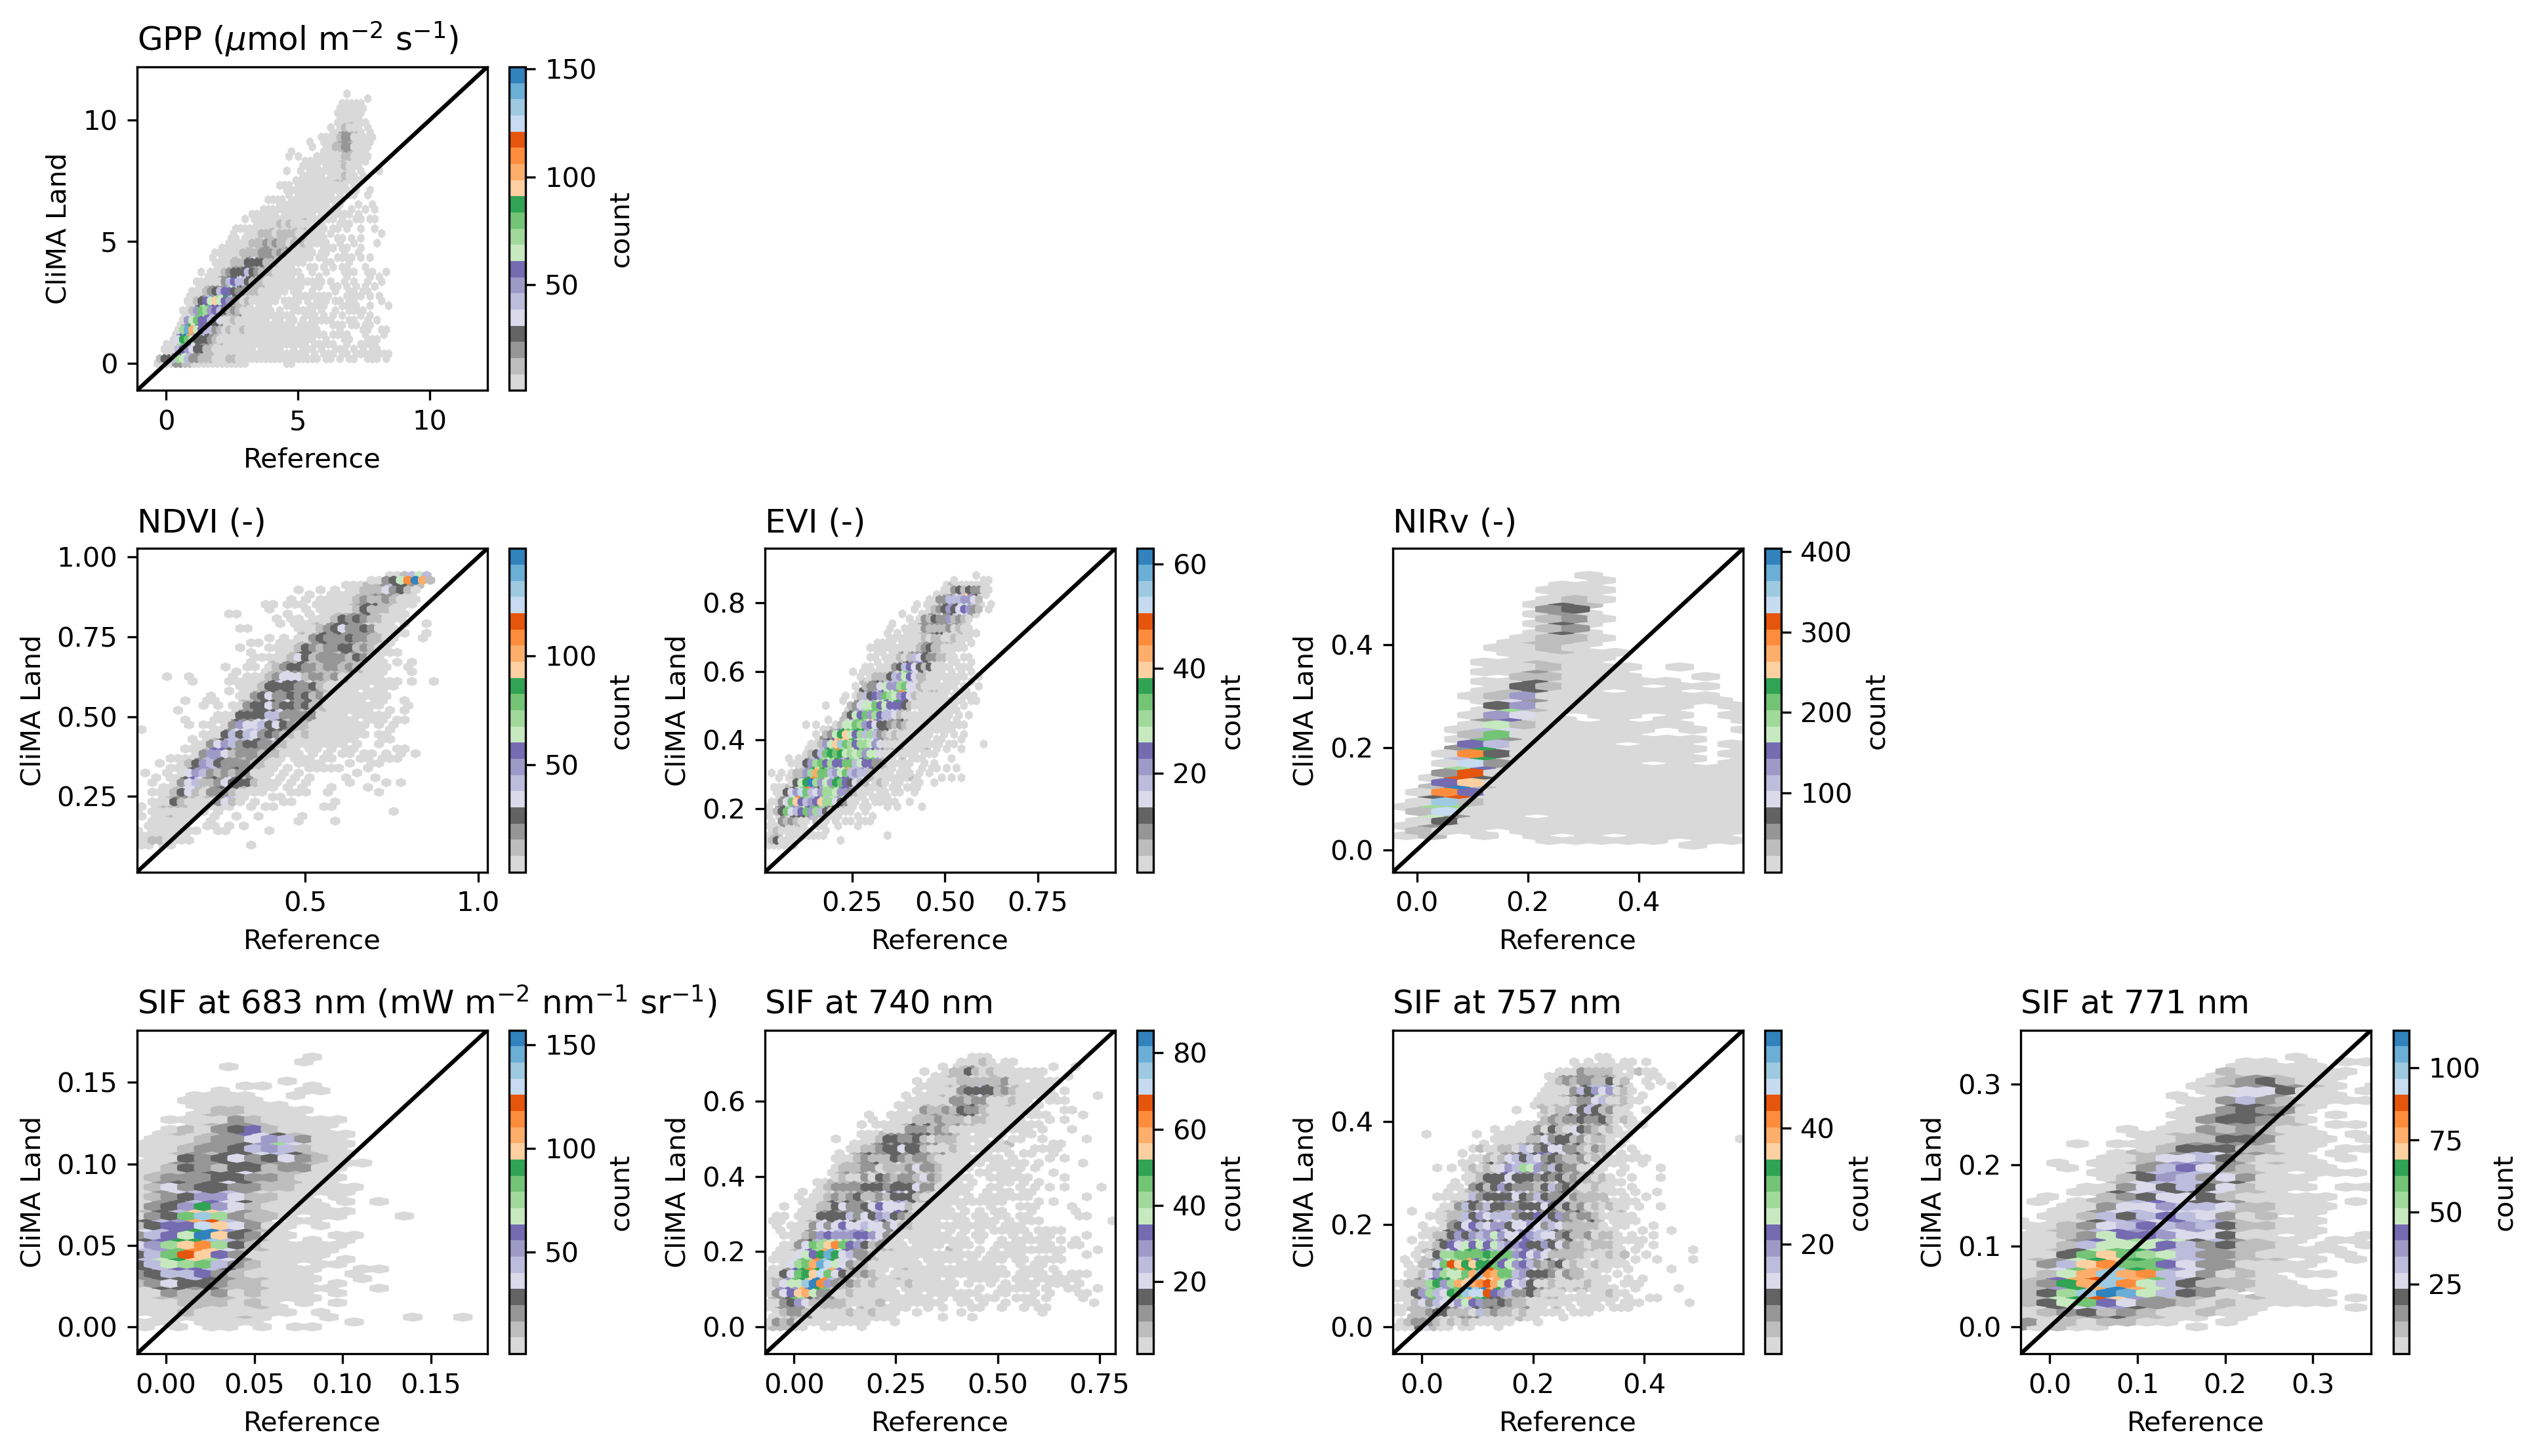 GPP (μmol m⁻² s⁻¹)
CliMA Land
10
5
0
0 5 10
Reference
150
100
50
count
NDVI (-)
CliMA Land
1.00
0.75
0.50
0.25
0.5 1.0
Reference
100
50
count
EVI (-)
CliMA Land
0.8
0.6
0.4
0.2
0.25 0.50 0.75
Reference
60
40
20
count
NIRv (-)
CliMA Land
0.4
0.2
0.0
0.0 0.2 0.4
Reference
400
300
200
100
count
SIF at 683 nm (mW m⁻² nm⁻¹ sr⁻¹)
CliMA Land
0.15
0.10
0.05
0.00
0.00 0.05 0.10 0.15
Reference
150
100
50
count
SIF at 740 nm
CliMA Land
0.6
0.4
0.2
0.0
0.00 0.25 0.50 0.75
Reference
80
60
40
20
count
SIF at 757 nm
CliMA Land
0.4
0.2
0.0
0.0 0.2 0.4
Reference
40
20
count
SIF at 771 nm
CliMA Land
0.3
0.2
0.1
0.0
0.0 0.1 0.2 0.3
Reference
100
75
50
25
count